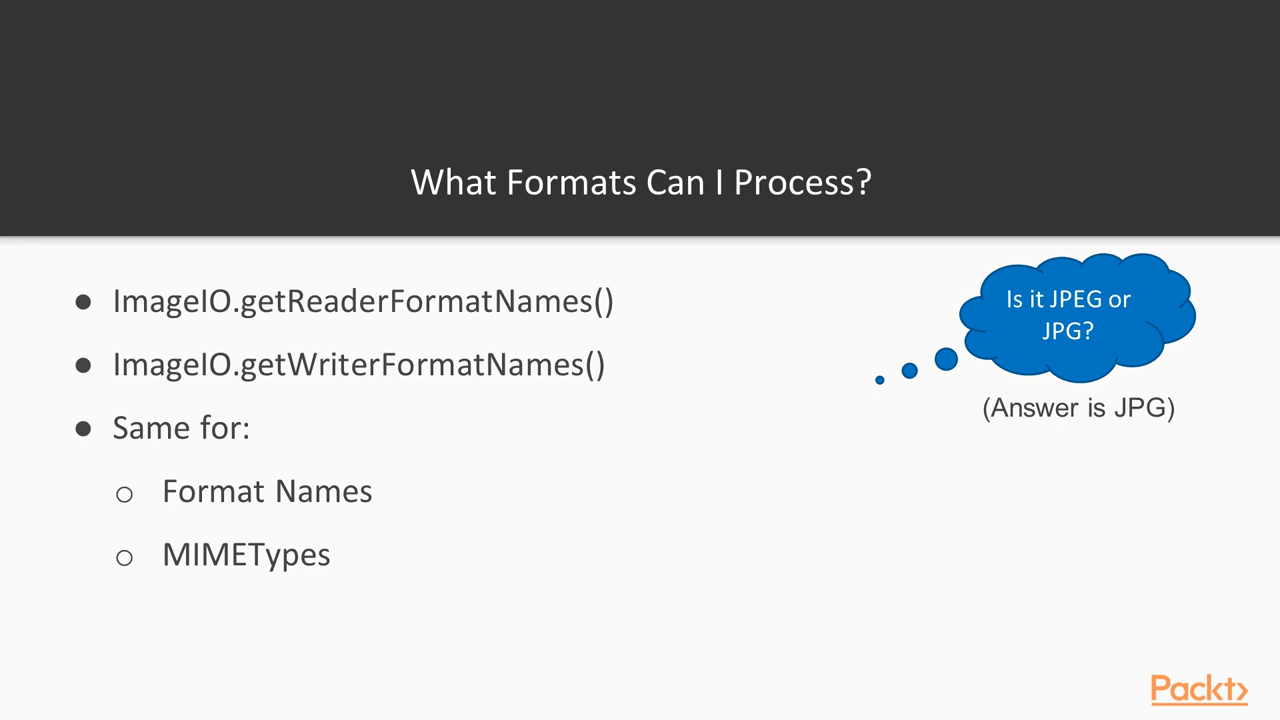 What Formats Can I Process?
● ImageIO.getReaderFormatNames()
● ImageIO.getWriterFormatNames()
● Same for:
○ Format Names
○ MIMETypes
Is it JPEG or
JPG?
(Answer is JPG)
Packt>